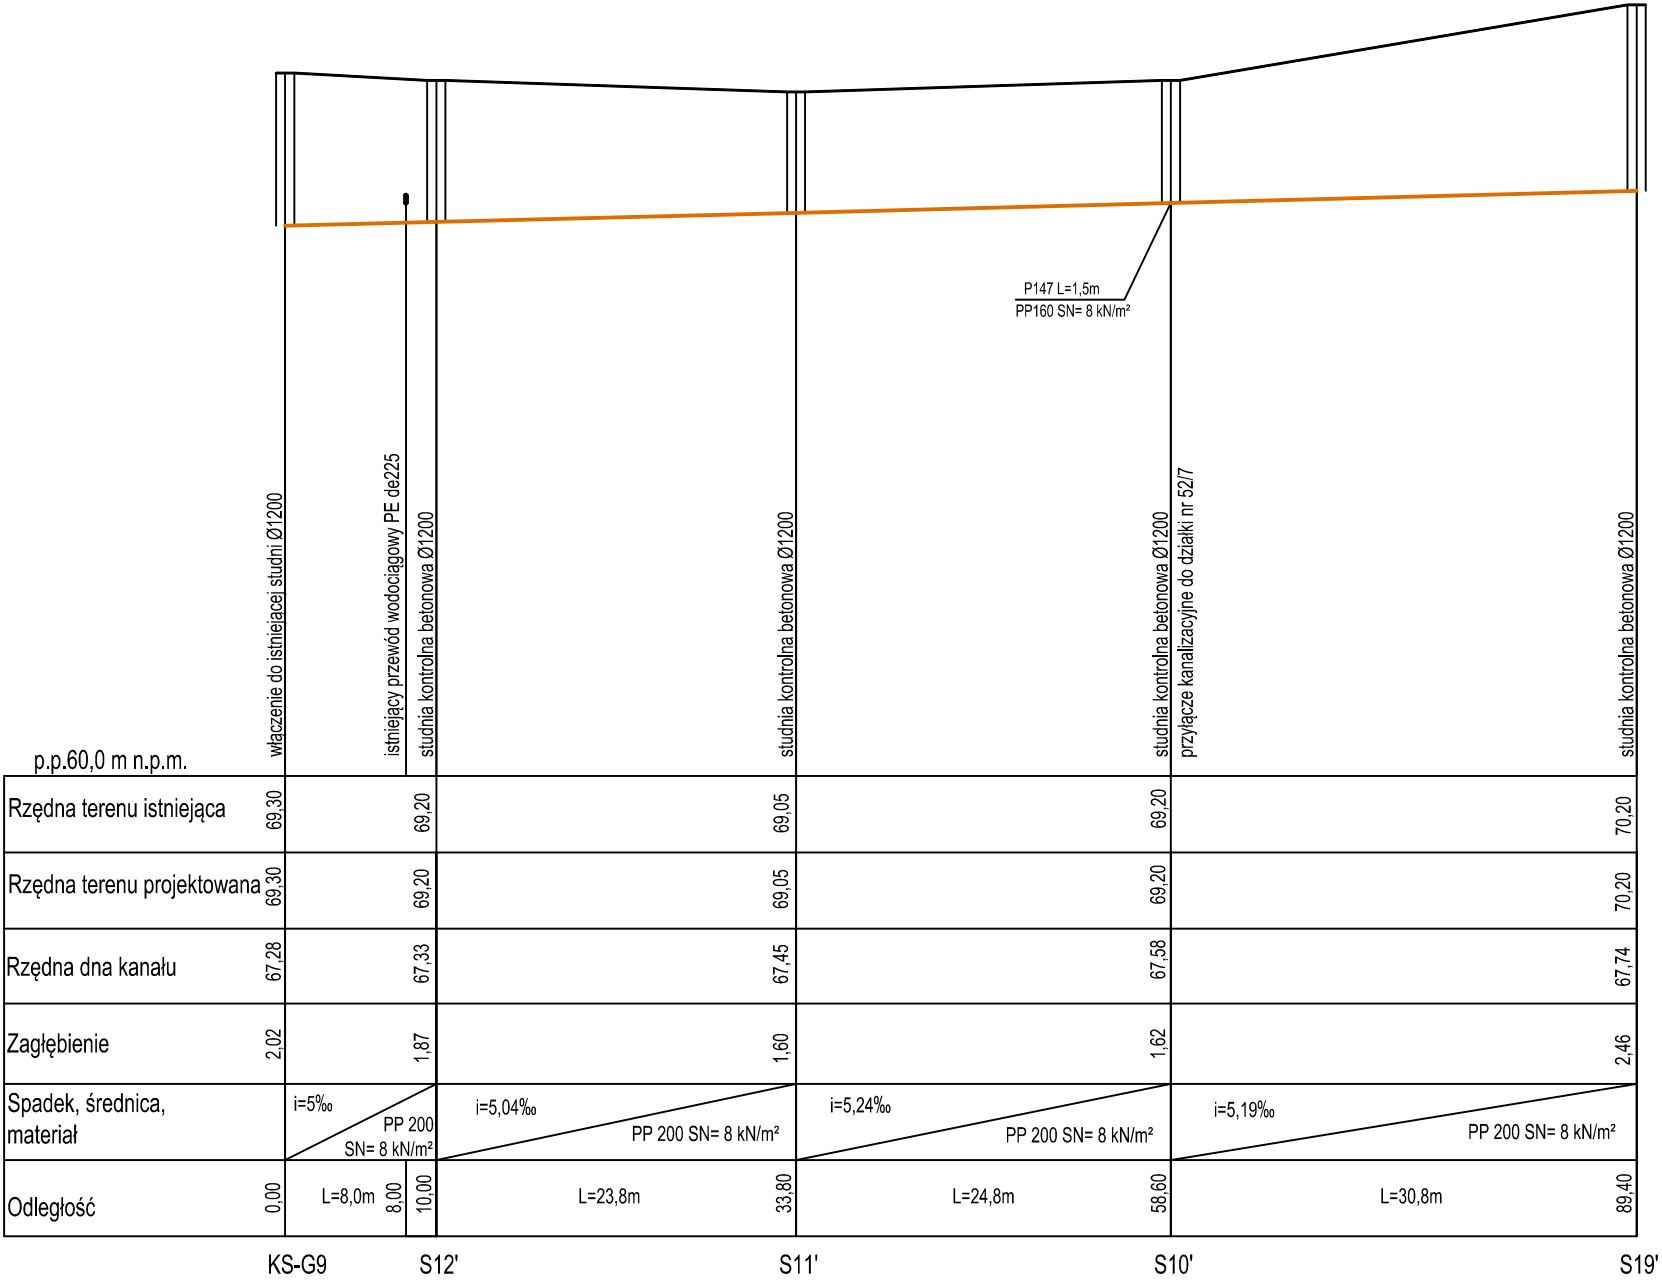 P147 L=1,5m
PP160 SN= 8 kN/m²
włączenie do istniejącej studni Ø1200
istniejący przewód wodociągowy PE de225
studnia kontrolna betonowa Ø1200
studnia kontrolna betonowa Ø1200
studnia kontrolna betonowa Ø1200
przyłącze kanalizacyjne do działki nr 52/7
studnia kontrolna betonowa Ø1200
p.p.60,0 m n.p.m.
Rzędna terenu istniejąca 69,30 69,20 69,05 69,20 70,20
Rzędna terenu projektowana 69,30 69,20 69,05 69,20 70,20
Rzędna dna kanału 67,28 67,33 67,45 67,58 67,74
Zagłębienie 2,02 1,87 1,60 1,62 2,46
Spadek, średnica,
materiał
i=5‰
PP 200
SN= 8 kN/m²
i=5,04‰
PP 200 SN= 8 kN/m²
i=5,24‰
PP 200 SN= 8 kN/m²
i=5,19‰
PP 200 SN= 8 kN/m²
Odległość 0,00 L=8,0m 8,00 10,00 L=23,8m 33,80 L=24,8m 58,60 L=30,8m 89,40
KS-G9 S12' S11' S10' S19'